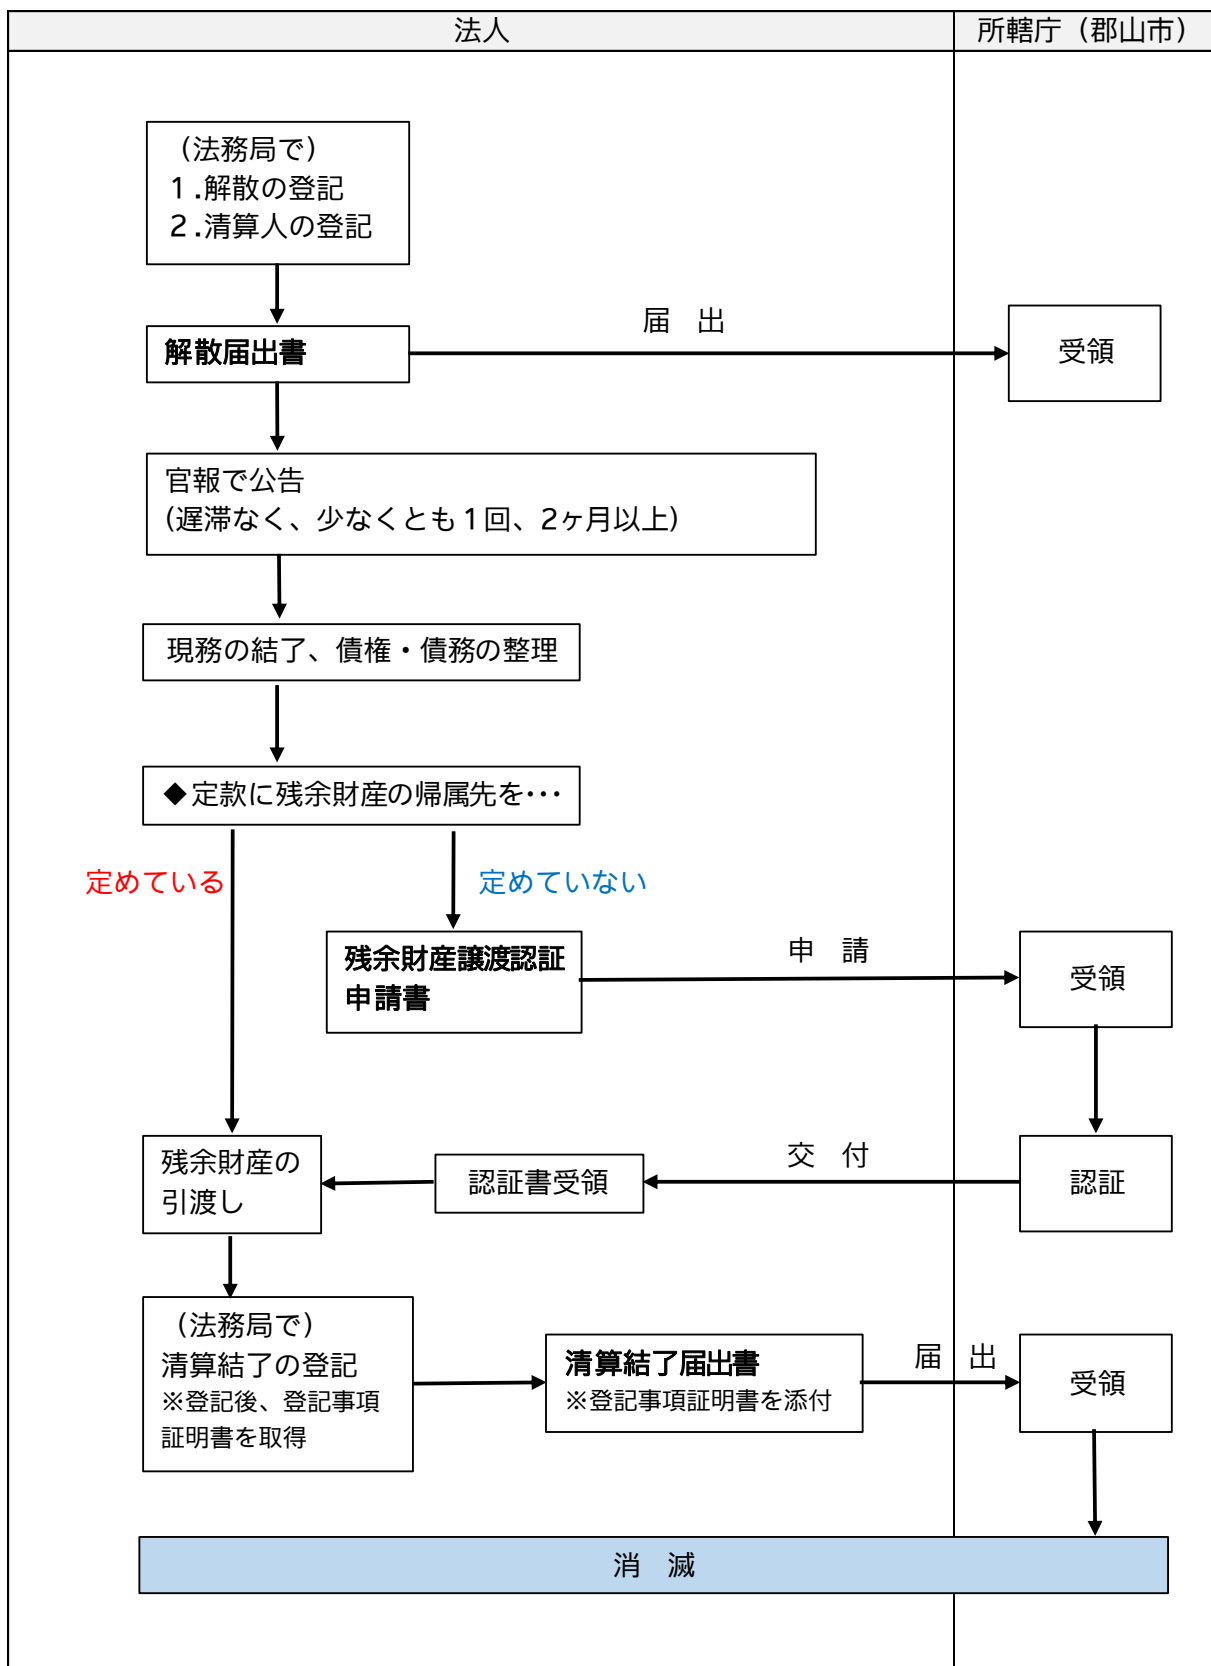 法人
所轄庁（郡山市）
（法務局で）
１.解散の登記
２.清算人の登記
届　出
解散届出書
受領
官報で公告
(遅滞なく、少なくとも１回、2ヶ月以上)
現務の結了、債権・債務の整理
◆定款に残余財産の帰属先を･･･
定めている
定めていない
残余財産譲渡認証
申請書
申　請
受領
残余財産の
引渡し
認証書受領
交　付
認証
（法務局で）
清算結了の登記
※登記後、登記事項
証明書を取得
清算結了届出書
※登記事項証明書を添付
届　出
受領
消　滅